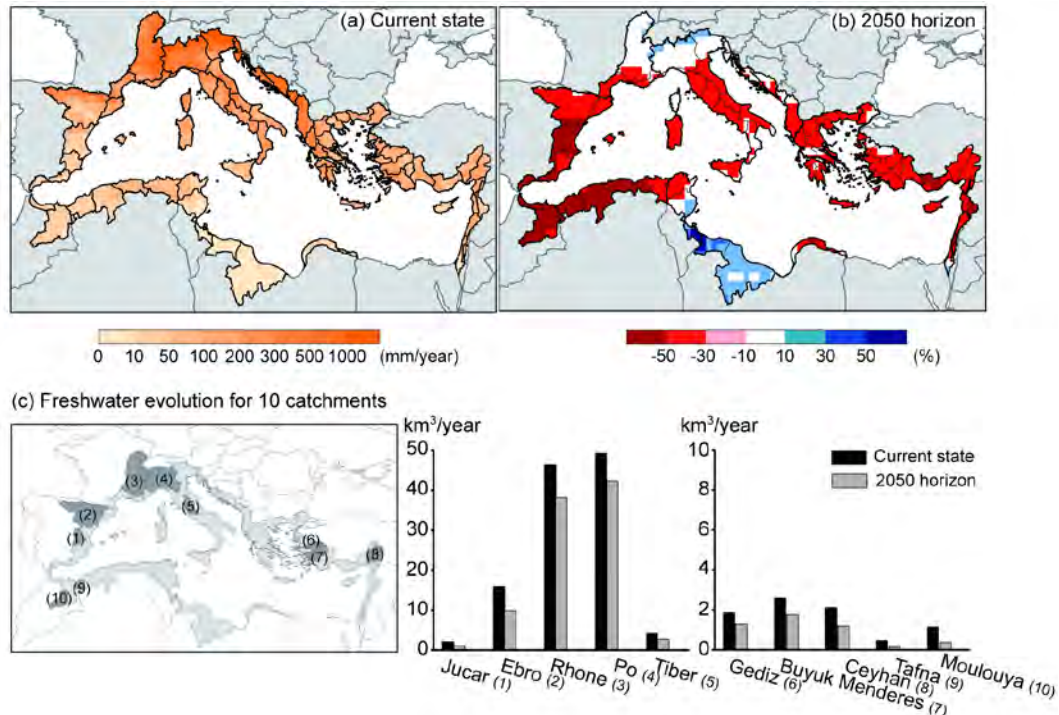 (a) Current state
(b) 2050 horizon
0 10 50 100 200 300 500 1000 (mm/year)
-50 -30 -10 10 30 50 (%)
(c) Freshwater evolution for 10 catchments
(1)
(2)
(3)
(4)
(5)
(6)
(7)
(8)
(9)
(10)
km³/year
50
40
30
20
10
0
Jucar (1)
Ebro (2)
Rhone (3)
Po (4)
Tiber (5)
km³/year
10
8
6
4
2
0
Current state
2050 horizon
Gediz (6)
Buyuk Menderes (7)
Ceyhan (8)
Tafna (9)
Moulouya (10)